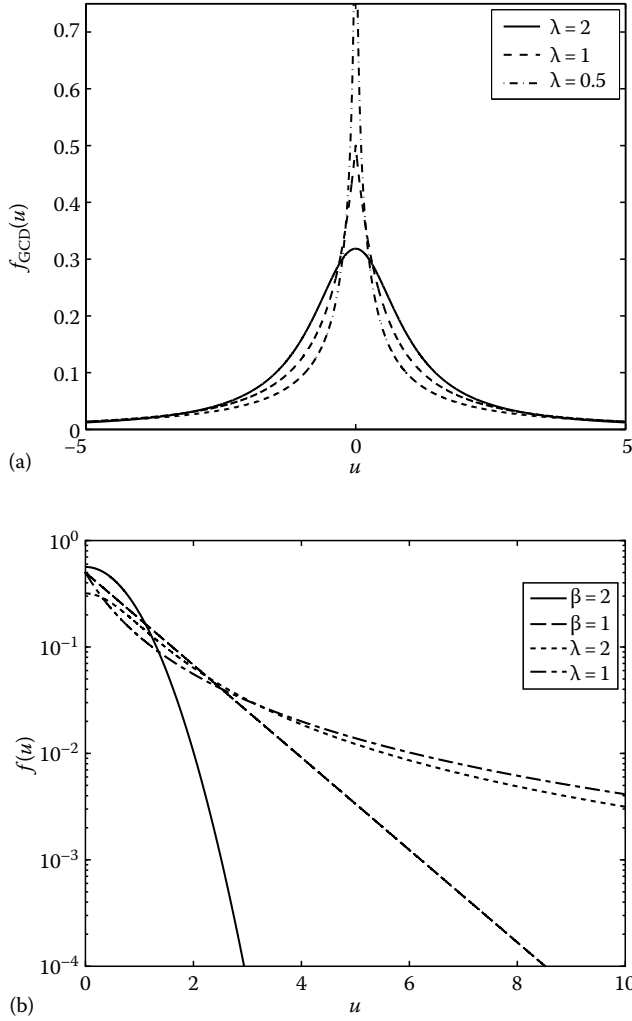 0.7
0.6
0.5
0.4
0.3
0.2
0.1
0
f_GCD(u)
λ = 2
λ = 1
λ = 0.5
−5 0 5
u
(a)
10^0
10^−1
10^−2
10^−3
10^−4
f(u)
β = 2
β = 1
λ = 2
λ = 1
0 2 4 6 8 10
u
(b)